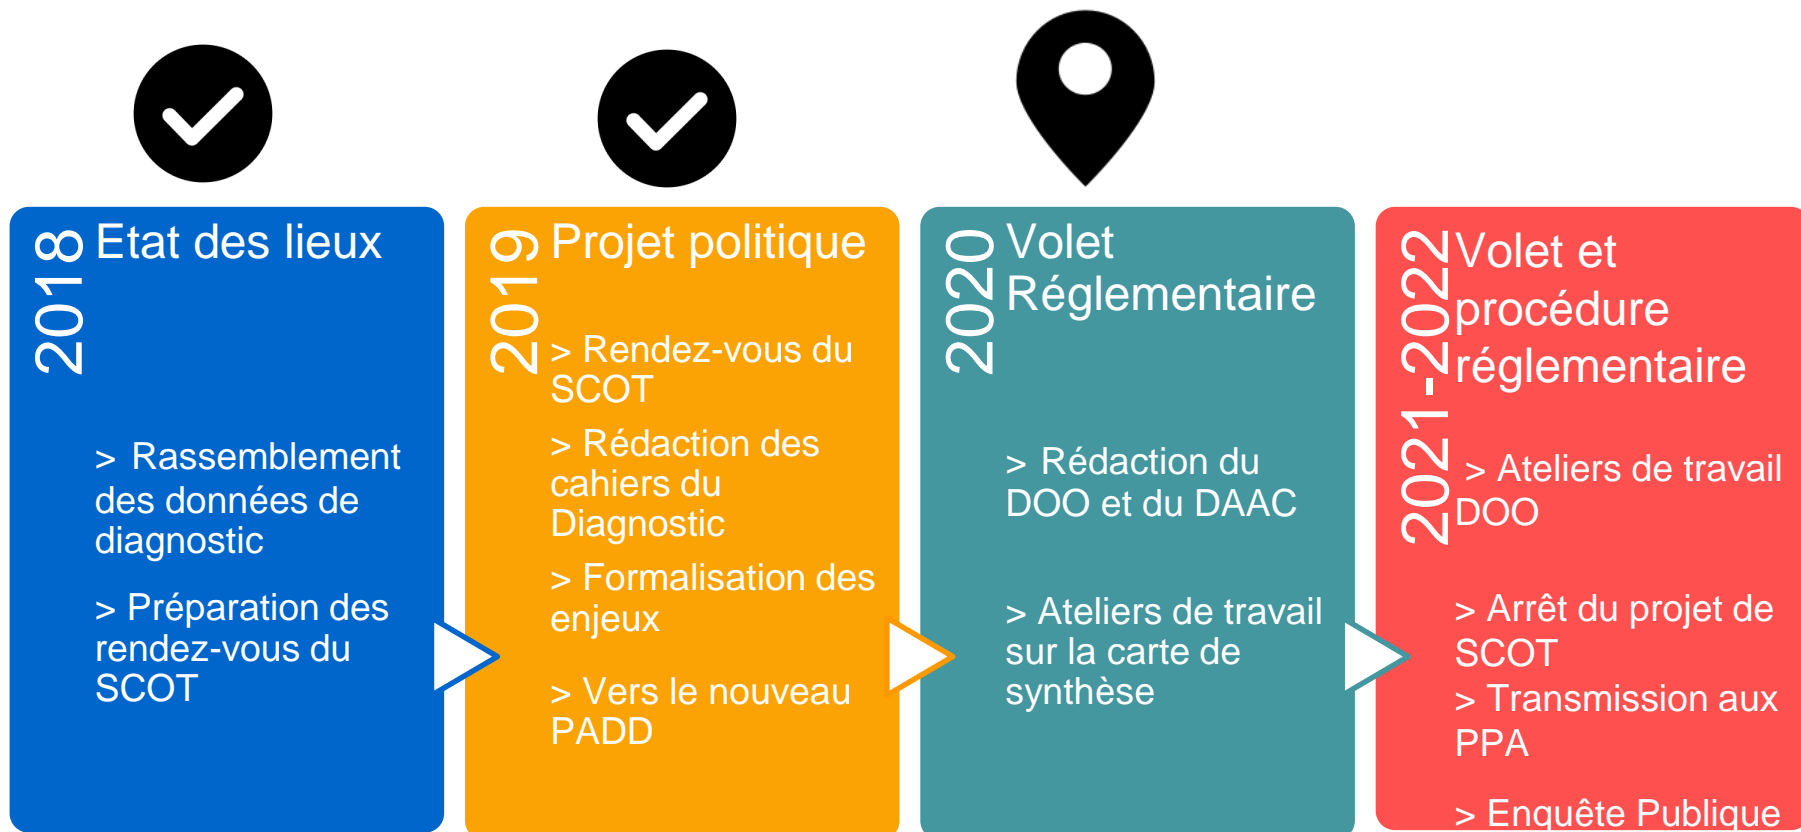 2018
Etat des lieux
> Rassemblement
des données de
diagnostic
> Préparation des
rendez-vous du
SCOT
2019
Projet politique
> Rendez-vous du
SCOT
> Rédaction des
cahiers du
Diagnostic
> Formalisation des
enjeux
> Vers le nouveau
PADD
2020
Volet
Réglementaire
> Rédaction du
DOO et du DAAC
> Ateliers de travail
sur la carte de
synthèse
2021-2022
Volet et
procédure
réglementaire
> Ateliers de travail
DOO
> Arrêt du projet de
SCOT
> Transmission aux
PPA
> Enquête Publique